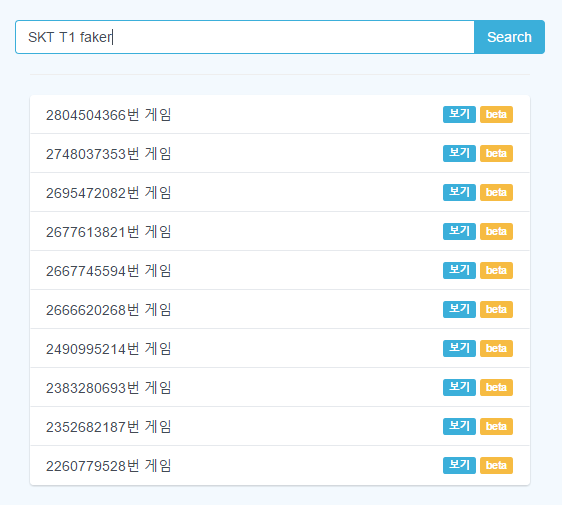 SKT T1 faker Search
2804504366번 게임 보기 beta
2748037353번 게임 보기 beta
2695472082번 게임 보기 beta
2677613821번 게임 보기 beta
2667745594번 게임 보기 beta
2666620268번 게임 보기 beta
2490995214번 게임 보기 beta
2383280693번 게임 보기 beta
2352682187번 게임 보기 beta
2260779528번 게임 보기 beta